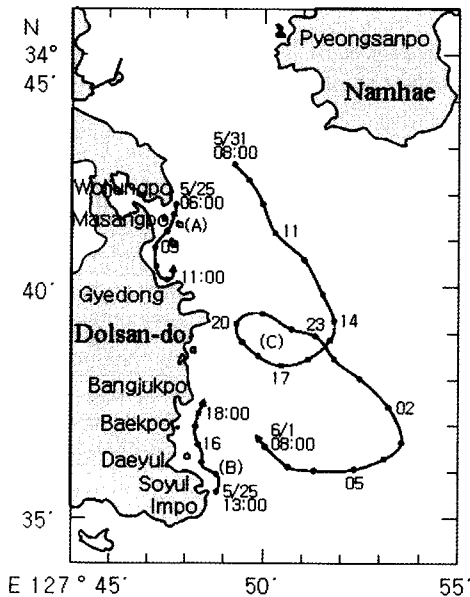 N
34°
45'
Pyeongsanpo
Namhae
5/31
08:00
Woljungpo
5/25
06:00
Masangpo
(A)
09
11
11:00
40'
Gyedong
20
23
14
Dolsan-do
(C)
17
Bangjukpo
18:00
02
Baekpo
6/1
08:00
16
Daeyul
(B)
05
Soyul
5/25
13:00
Impo
35'
E 127° 45'
50'
55'